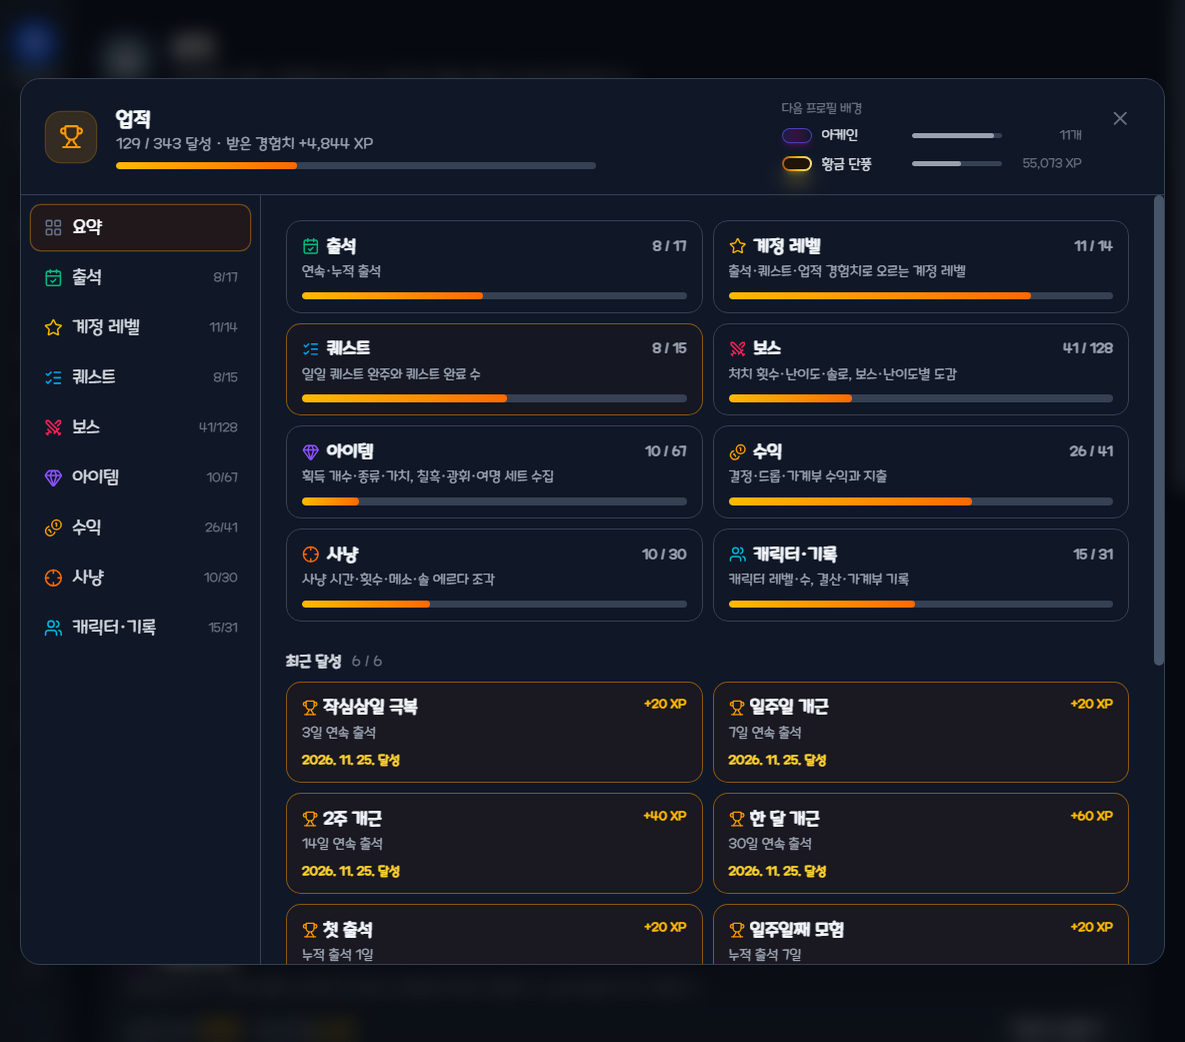 업적
129 / 343 달성 · 받은 경험치 +4,844 XP
다음 프로필 배경
아케인 11개
황금 단풍 55,073 XP
요약
출석 8/17
계정 레벨 11/14
퀘스트 8/15
보스 41/128
아이템 10/67
수익 26/41
사냥 10/30
캐릭터·기록 15/31
출석 8 / 17
연속·누적 출석
계정 레벨 11 / 14
출석·퀘스트·업적 경험치로 오르는 계정 레벨
퀘스트 8 / 15
일일 퀘스트 완주와 퀘스트 완료 수
보스 41 / 128
처치 횟수·난이도·솔로, 보스·난이도별 도감
아이템 10 / 67
획득 개수·종류·가치, 칠흑·광휘·여명 세트 수집
수익 26 / 41
결정·드롭·가계부 수익과 지출
사냥 10 / 30
사냥 시간·횟수·메소·솔 에르다 조각
캐릭터·기록 15 / 31
캐릭터 레벨·수, 결산·가계부 기록
최근 달성 6 / 6
작심삼일 극복 +20 XP
3일 연속 출석
2026. 11. 25. 달성
일주일 개근 +20 XP
7일 연속 출석
2026. 11. 25. 달성
2주 개근 +40 XP
14일 연속 출석
2026. 11. 25. 달성
한 달 개근 +60 XP
30일 연속 출석
2026. 11. 25. 달성
첫 출석 +20 XP
누적 출석 1일
일주일째 모험 +20 XP
누적 출석 7일